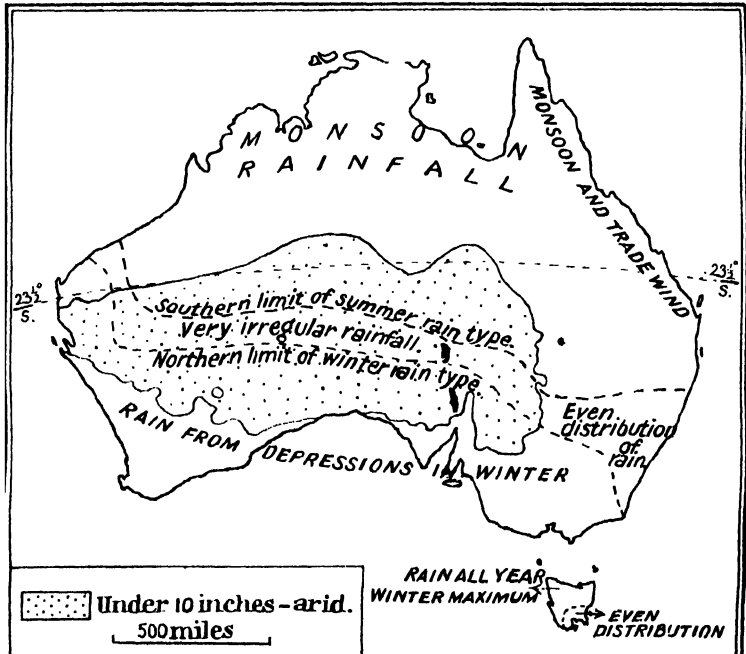 MONSOON
RAINFALL
MONSOON AND TRADE WIND
23½°
S.
23½°
S.
Southern limit of summer rain type.
Very irregular rainfall.
Northern limit of winter rain type.
Even
distribution
of
rain
RAIN FROM DEPRESSIONS IN WINTER
RAIN ALL YEAR
WINTER MAXIMUM
EVEN
DISTRIBUTION
Under 10 inches-arid.
500 miles